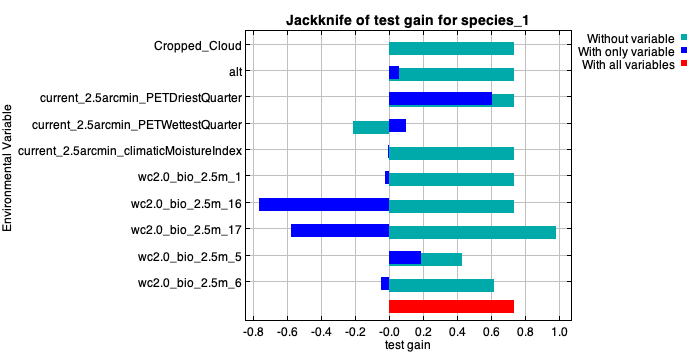 Jackknife of test gain for species_1
Without variable
With only variable
With all variables
Environmental Variable
Cropped_Cloud
alt
current_2.5arcmin_PETDriestQuarter
current_2.5arcmin_PETWettestQuarter
current_2.5arcmin_climaticMoistureIndex
wc2.0_bio_2.5m_1
wc2.0_bio_2.5m_16
wc2.0_bio_2.5m_17
wc2.0_bio_2.5m_5
wc2.0_bio_2.5m_6
-0.8 -0.6 -0.4 -0.2 -0.0 0.2 0.4 0.6 0.8 1.0
test gain